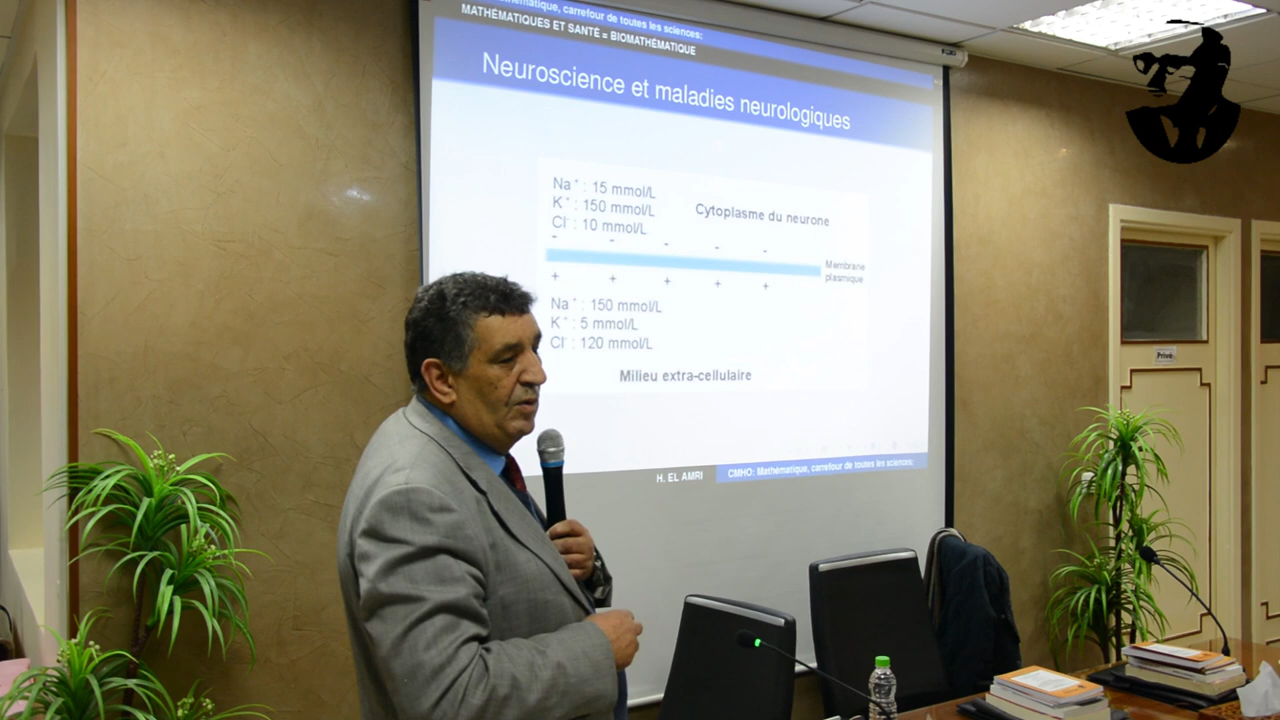 mathématique, carrefour de toutes les sciences:
MATHÉMATIQUES ET SANTÉ = BIOMATHÉMATIQUE
Neuroscience et maladies neurologiques
Na+ : 15 mmol/L
K+ : 150 mmol/L
Cl- : 10 mmol/L
Cytoplasme du neurone
- - - - -
Membrane
plasmique
+ + + + +
Na+ : 150 mmol/L
K+ : 5 mmol/L
Cl- : 120 mmol/L
Milieu extra-cellulaire
H. EL AMRI
CMHO: Mathématique, carrefour de toutes les sciences:
Privé